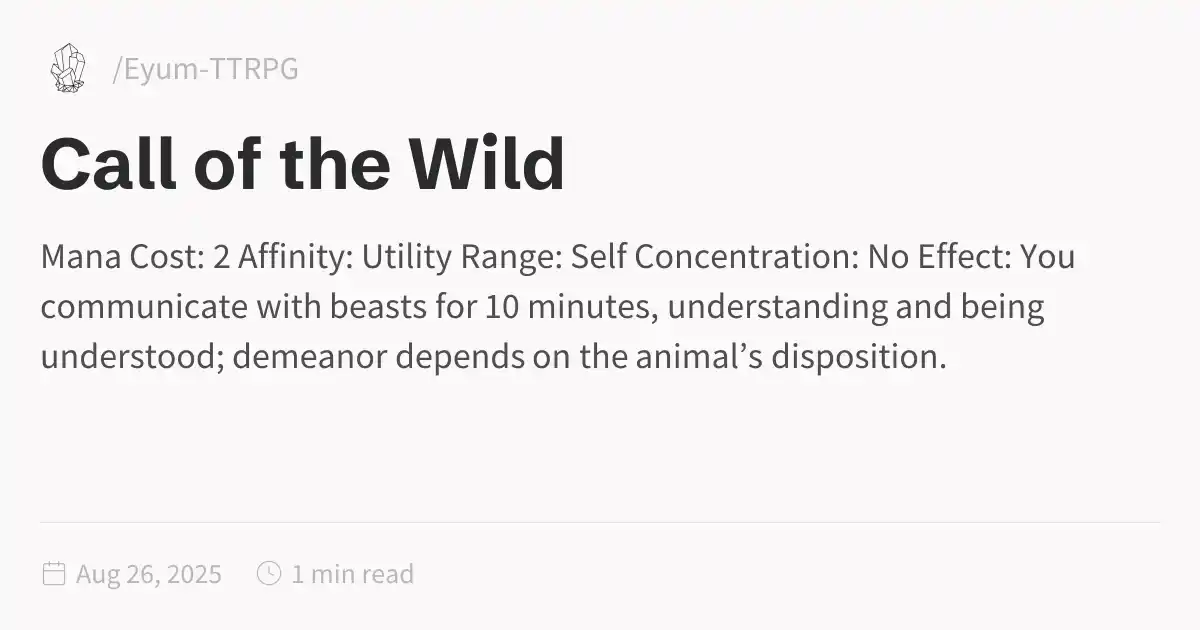 /Eyum-TTRPG
Call of the Wild
Mana Cost: 2 Affinity: Utility Range: Self Concentration: No Effect: You
communicate with beasts for 10 minutes, understanding and being
understood; demeanor depends on the animal’s disposition.
Aug 26, 2025 1 min read